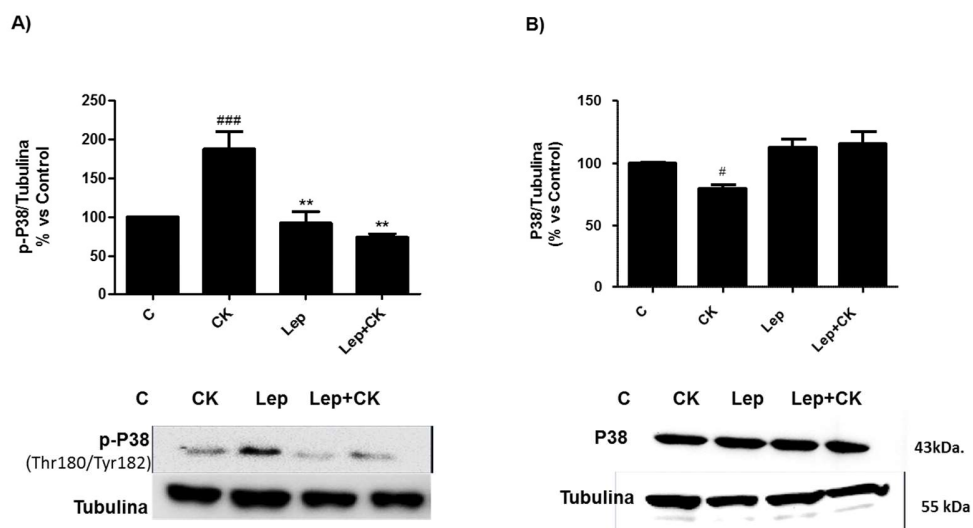 A)
p-P38/Tubulina
% vs Control
250
200
150
100
50
0
###
**
**
C
CK
Lep
Lep+CK
C CK Lep Lep+CK
p-P38
(Thr180/Tyr182)
Tubulina
B)
P38/Tubulina
(% vs Control)
150
100
50
0
#
C
CK
Lep
Lep+CK
C CK Lep Lep+CK
P38
43kDa.
Tubulina
55 kDa